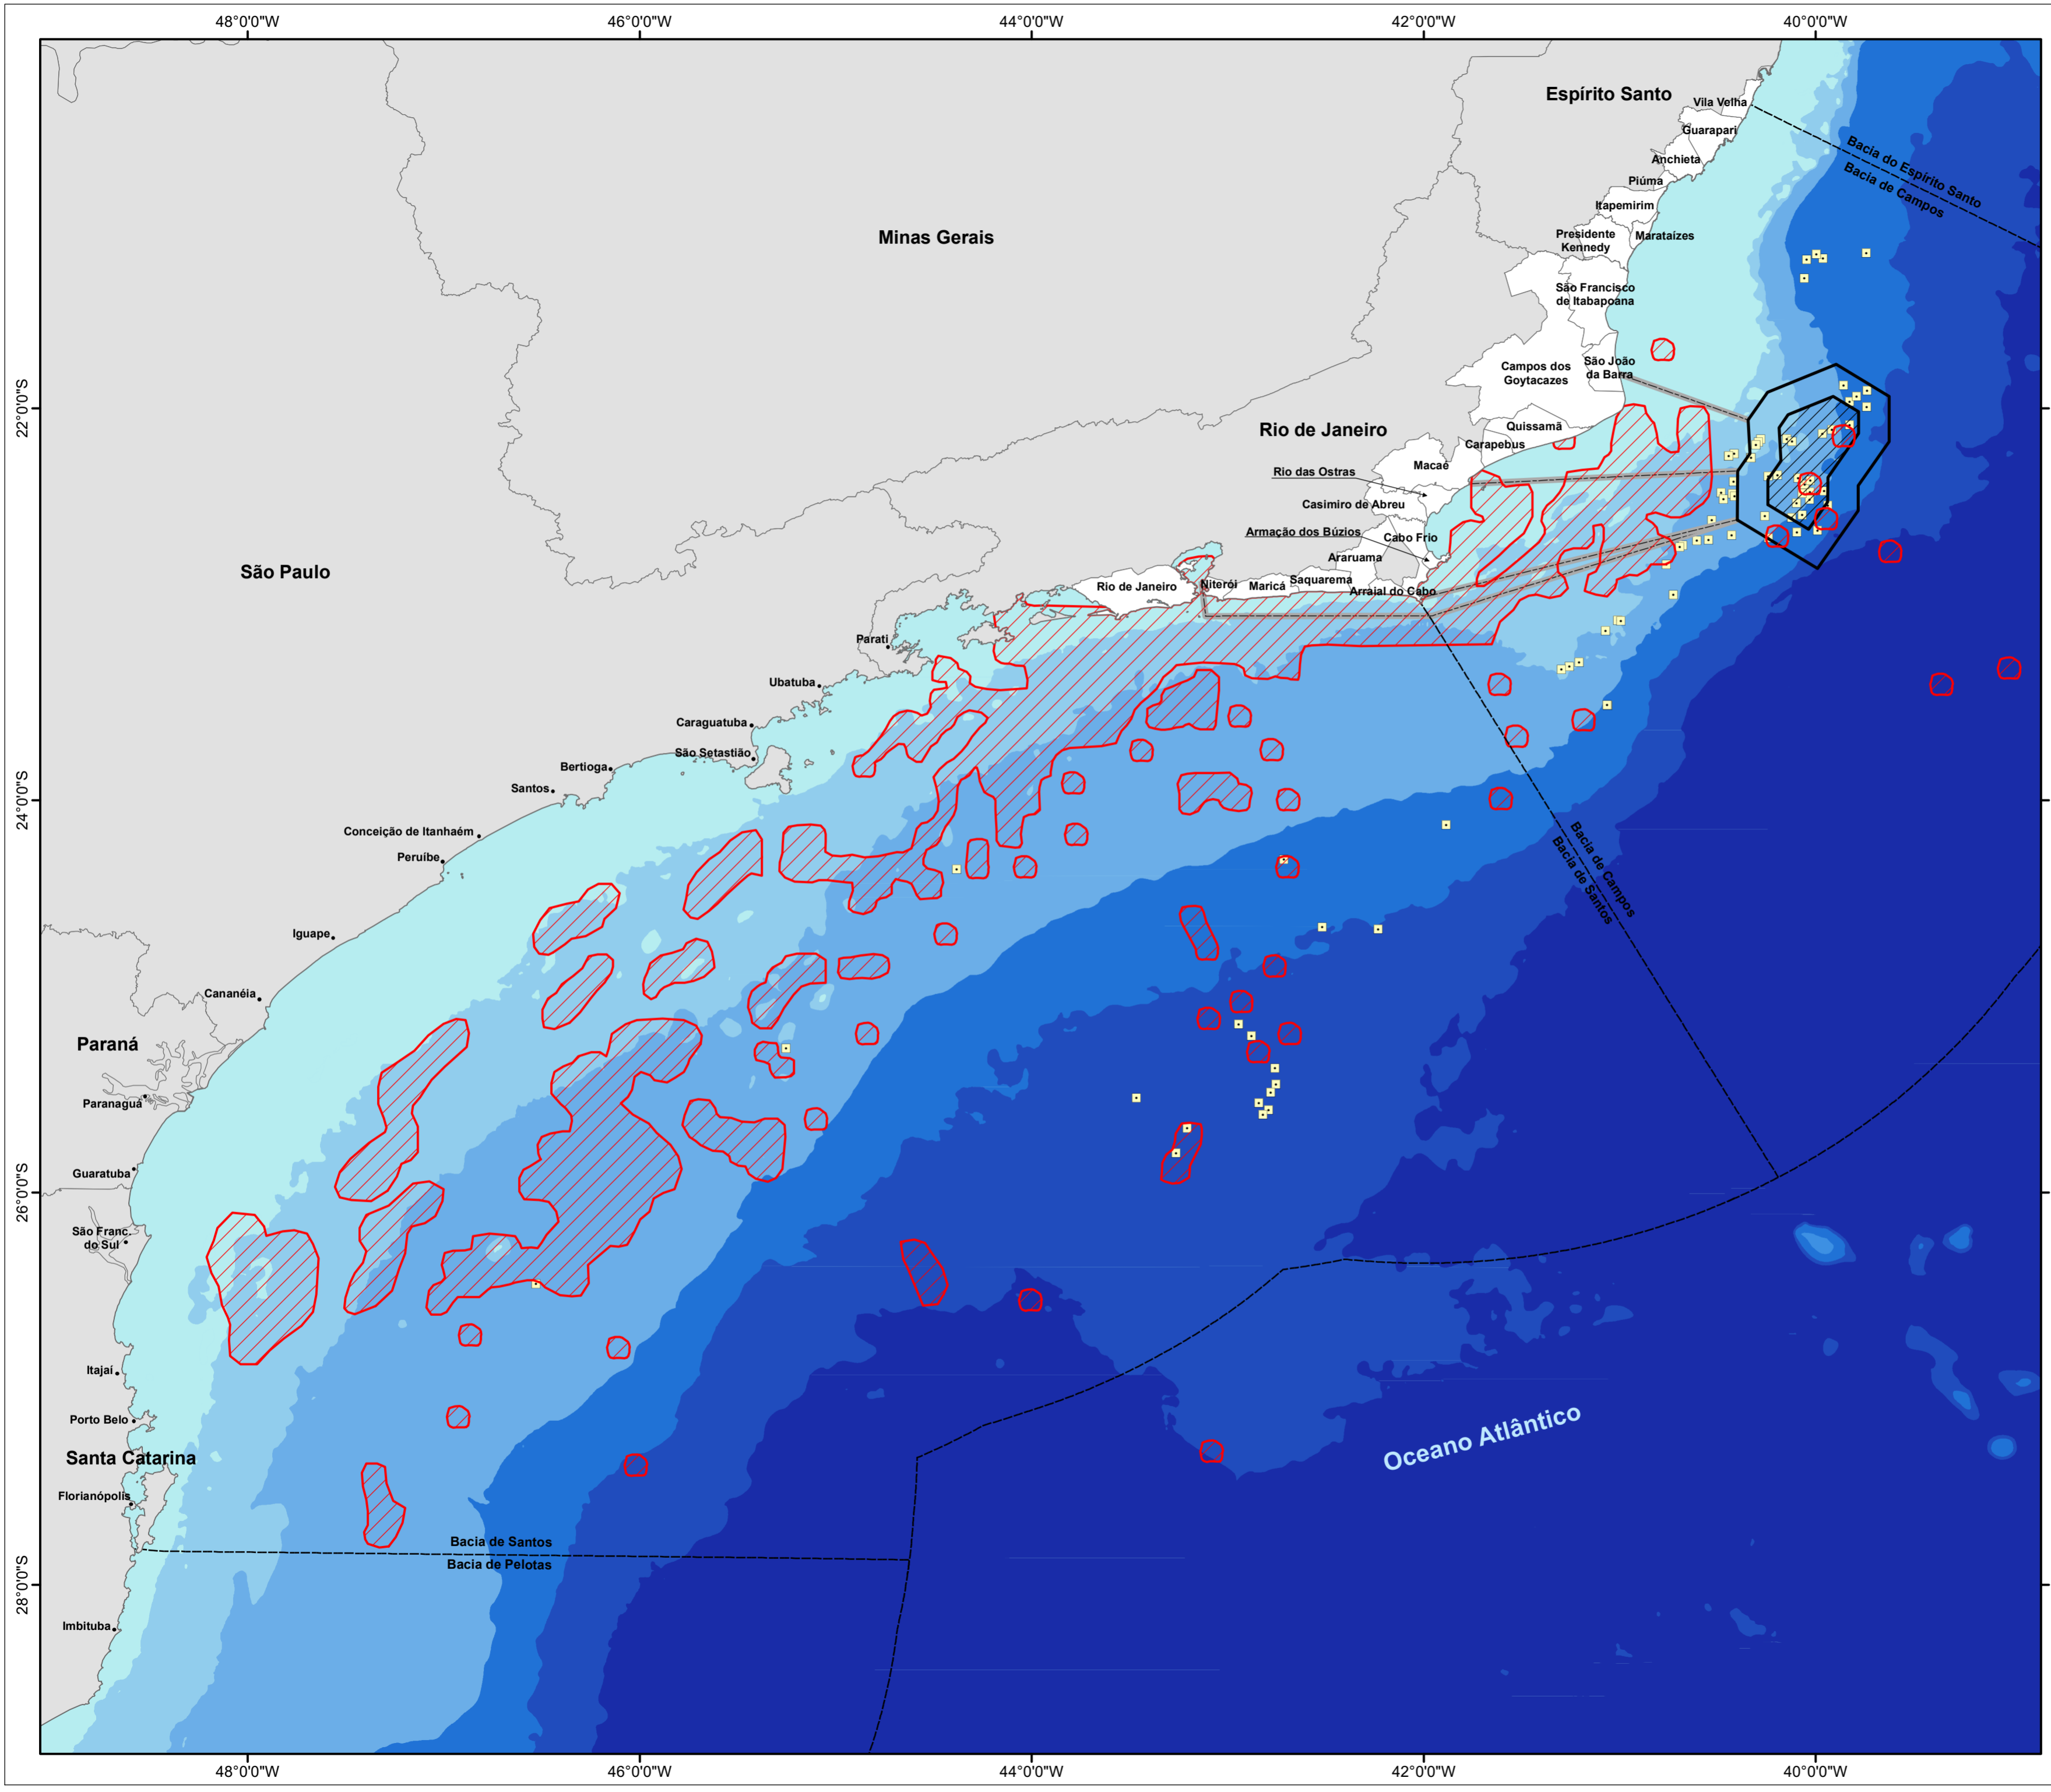 48°0'0"W
46°0'0"W
44°0'0"W
42°0'0"W
40°0'0"W
Espírito Santo
Vila Velha
Guarapari
Anchieta
Piúma
Itapemirim
Presidente
Kennedy
Marataízes
Bacia do Espírito Santo
Bacia de Campos
Minas Gerais
São Francisco
de Itabapoana
São João
da Barra
Campos dos
Goytacazes
22°0'0"S
22°0'0"S
Rio de Janeiro
Quissamã
Carapebus
Macaé
Rio das Ostras
Casimiro de Abreu
Armação dos Búzios
Cabo Frio
Araruama
São Paulo
Rio de Janeiro
Niterói
Maricá
Saquarema
Arraial do Cabo
Parati
Ubatuba
Caraguatuba
São Setastião
Bertioga
Santos
24°0'0"S
Conceição de Itanhaém
Peruíbe
Bacia de Campos
Bacia de Santos
Iguape
Cananéia
Paraná
Paranaguá
Guaratuba
26°0'0"S
São Franc.
do Sul
Itajaí
Porto Belo
Oceano Atlântico
Santa Catarina
Florianópolis
Bacia de Santos
Bacia de Pelotas
28°0'0"S
Imbituba
48°0'0"W
46°0'0"W
44°0'0"W
42°0'0"W
40°0'0"W